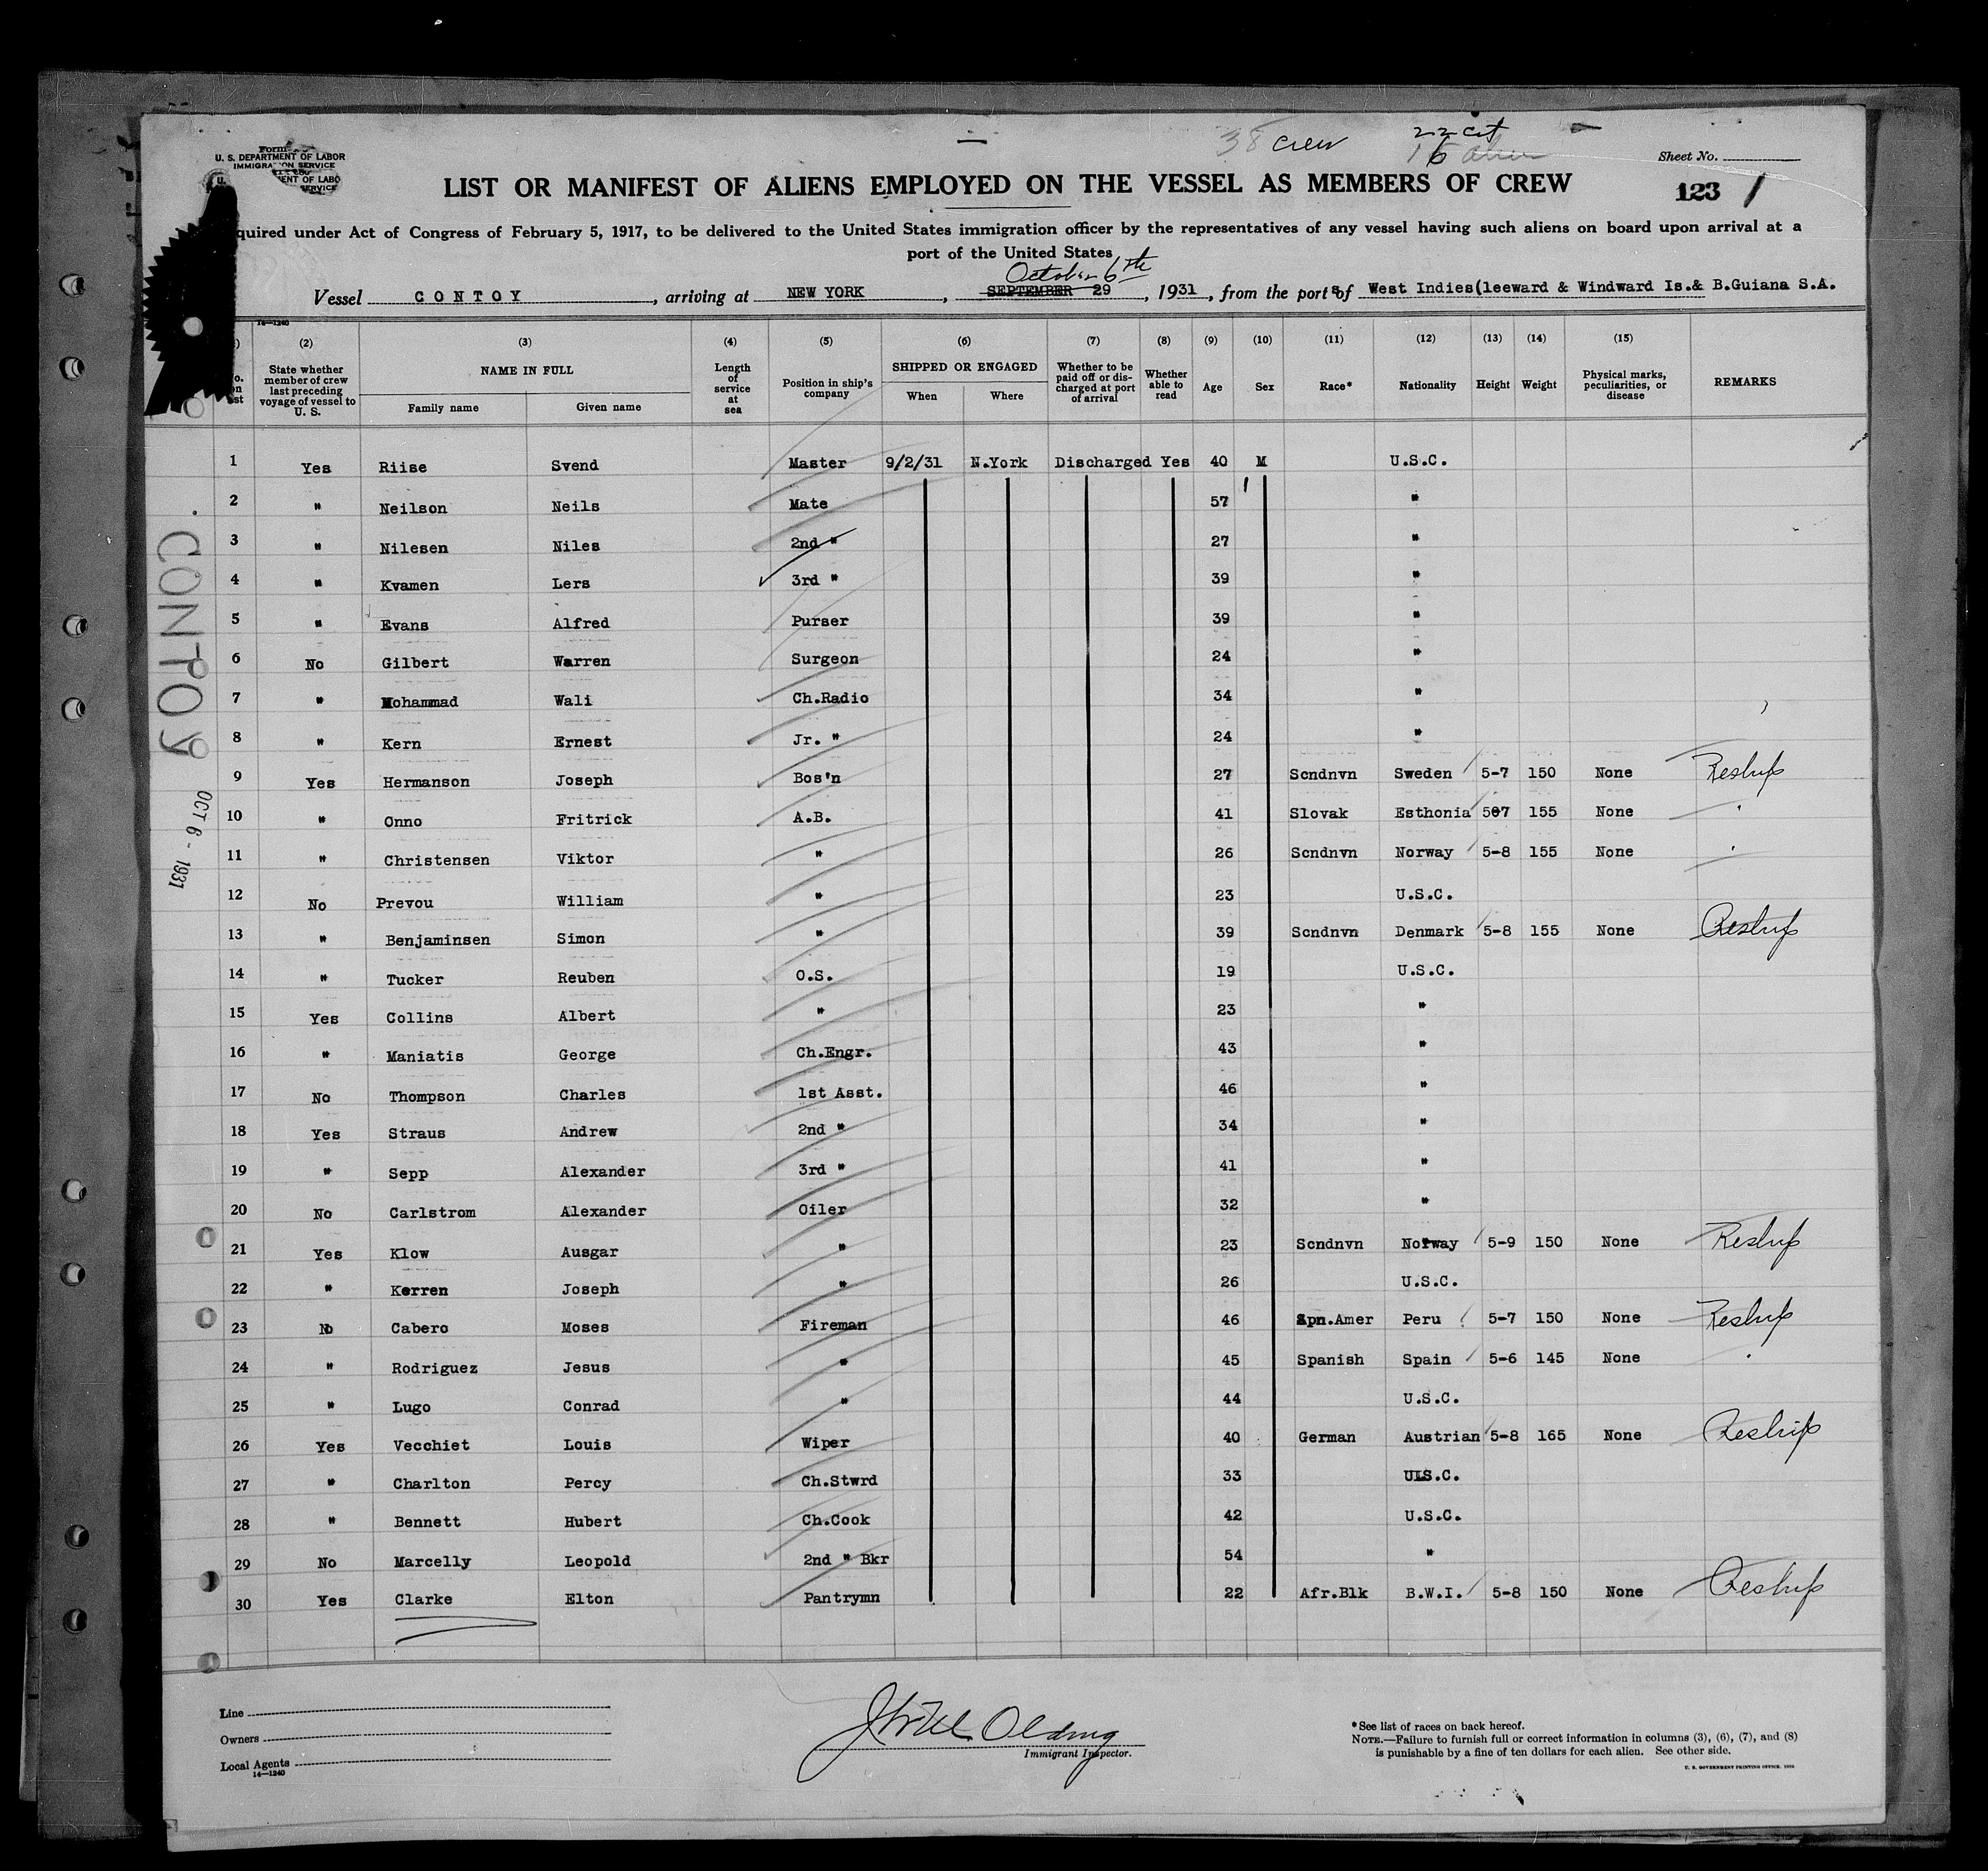 38 crew 22 cit
16 alien
Form
U. S. DEPARTMENT OF LABOR
IMMIGRATION SERVICE
Sheet No.
LIST OR MANIFEST OF ALIENS EMPLOYED ON THE VESSEL AS MEMBERS OF CREW
123 1
quired under Act of Congress of February 5, 1917, to be delivered to the United States immigration officer by the representatives of any vessel having such aliens on board upon arrival at a
port of the United States
October 6th
Vessel CONTOY, arriving at NEW YORK, SEPTEMBER 29, 1931, from the ports of West Indies(leeward & Windward Is.& B.Guiana S.A.
14—1240
(2) (3) (4) (5) (6) (7) (8) (9) (10) (11) (12) (13) (14) (15)
State whether member of crew last preceding voyage of vessel to U. S. NAME IN FULL Family name Given name Length of service at sea Position in ship's company SHIPPED OR ENGAGED When Where Whether to be paid off or discharged at port of arrival Whether able to read Age Sex Race* Nationality Height Weight Physical marks, peculiarities, or disease REMARKS
1 Yes Riise Svend Master 9/2/31 N.York Discharged Yes 40 M U.S.C.
2 " Neilson Neils Mate 57 "
3 " Nilesen Niles 2nd " 27 "
4 " Kvamen Lers 3rd " 39 "
5 " Evans Alfred Purser 39 "
6 No Gilbert Warren Surgeon 24 "
7 " Mohammad Wali Ch.Radio 34 "
8 " Kern Ernest Jr. " 24 "
9 Yes Hermanson Joseph Bos'n 27 Scndnvn Sweden 5-7 150 None Reship
10 " Onno Fritrick A.B. 41 Slovak Esthonia 507 155 None "
11 " Christensen Viktor " 26 Scndnvn Norway 5-8 155 None "
12 No Prevou William " 23 U.S.C.
13 " Benjaminsen Simon " 39 Scndnvn Denmark 5-8 155 None Reship
14 " Tucker Reuben O.S. 19 U.S.C.
15 Yes Collins Albert " 23 "
16 " Maniatis George Ch.Engr. 43 "
17 No Thompson Charles 1st Asst. 46 "
18 Yes Straus Andrew 2nd " 34 "
19 " Sepp Alexander 3rd " 41 "
20 No Carlstrom Alexander Oiler 32 "
21 Yes Klow Ausgar " 23 Scndnvn Norway 5-9 150 None Reship
22 " Kerren Joseph " 26 U.S.C.
23 No Cabero Moses Fireman 46 Spn.Amer Peru 5-7 150 None Reship
24 " Rodriguez Jesus " 45 Spanish Spain 5-6 145 None "
25 " Lugo Conrad " 44 U.S.C.
26 Yes Vecchiet Louis Wiper 40 German Austrian 5-8 165 None Reship
27 " Charlton Percy Ch.Stwrd 33 U.S.C.
28 " Bennett Hubert Ch.Cook 42 U.S.C.
29 No Marcelly Leopold 2nd " Bkr 54 "
30 Yes Clarke Elton Pantrymn 22 Afr.Blk B.W.I. 5-8 150 None Reship
CONTOY
OCT 6 - 1931
Line
Owners
Local Agents
14—1240
Olding
Immigrant Inspector.
*See list of races on back hereof.
NOTE.—Failure to furnish full or correct information in columns (3), (6), (7), and (8)
is punishable by a fine of ten dollars for each alien. See other side.
U. S. GOVERNMENT PRINTING OFFICE.